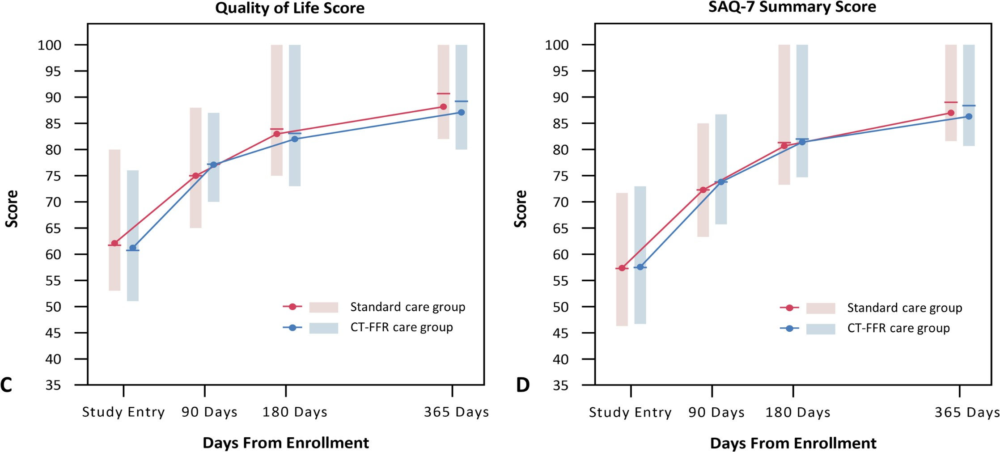 Quality of Life Score
100
95
90
85
80
75
70
65
60
55
50
45
40
35
Score
Standard care group
CT-FFR care group
C
Study Entry 90 Days 180 Days 365 Days
Days From Enrollment
SAQ-7 Summary Score
100
95
90
85
80
75
70
65
60
55
50
45
40
35
Score
Standard care group
CT-FFR care group
D
Study Entry 90 Days 180 Days 365 Days
Days From Enrollment